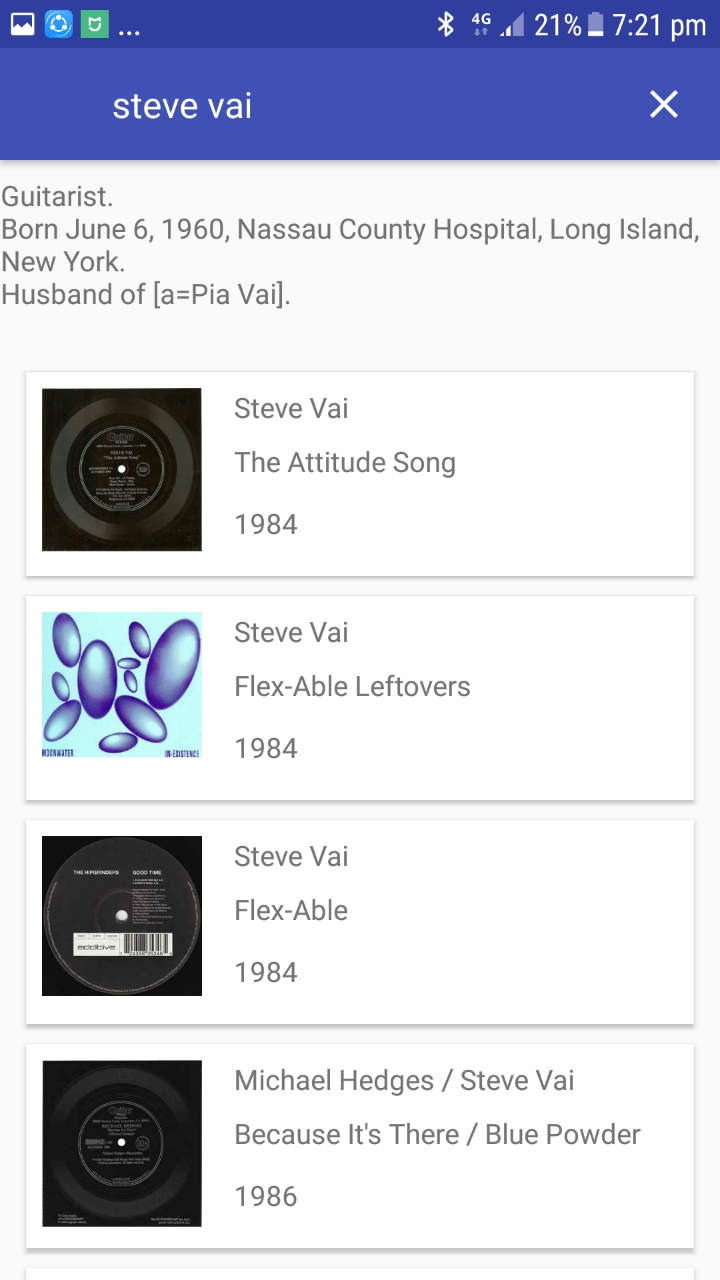 ... 4G 21% 7:21 pm
steve vai
Guitarist.
Born June 6, 1960, Nassau County Hospital, Long Island,
New York.
Husband of [a=Pia Vai].
Guitar
STEVE VAI
"The Attitude Song"
Steve Vai
The Attitude Song
1984
MOONWATER IN-EXISTENCE
Steve Vai
Flex-Able Leftovers
1984
THE HIPGRINDERS GOOD TIME
additive
Steve Vai
Flex-Able
1984
Guitar
MICHAEL HEDGES
Michael Hedges / Steve Vai
Because It's There / Blue Powder
1986